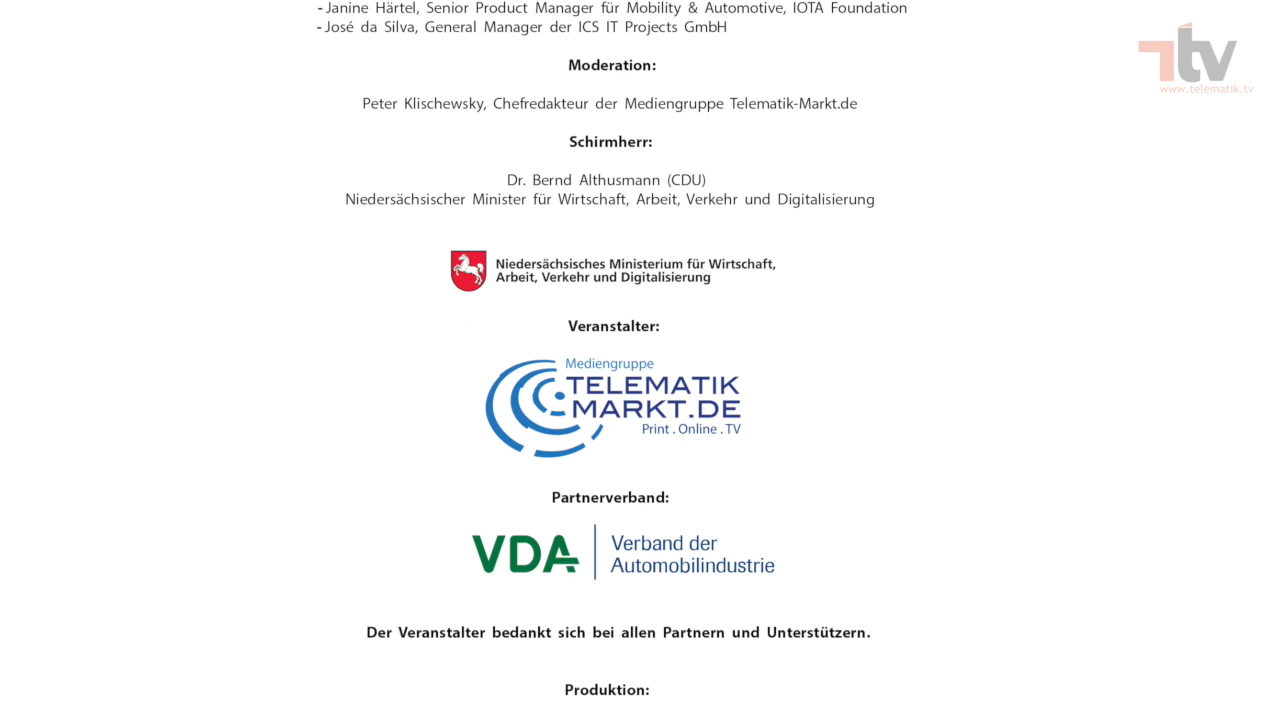 - Janine Härtel, Senior Product Manager für Mobility & Automotive, IOTA Foundation
- José da Silva, General Manager der ICS IT Projects GmbH
tv
www.telematik.tv
Moderation:
Peter Klischewsky, Chefredakteur der Mediengruppe Telematik-Markt.de
Schirmherr:
Dr. Bernd Althusmann (CDU)
Niedersächsischer Minister für Wirtschaft, Arbeit, Verkehr und Digitalisierung
Niedersächsisches Ministerium für Wirtschaft,
Arbeit, Verkehr und Digitalisierung
Veranstalter:
Mediengruppe
TELEMATIK
MARKT.DE
Print . Online . TV
Partnerverband:
VDA
Verband der
Automobilindustrie
Der Veranstalter bedankt sich bei allen Partnern und Unterstützern.
Produktion: